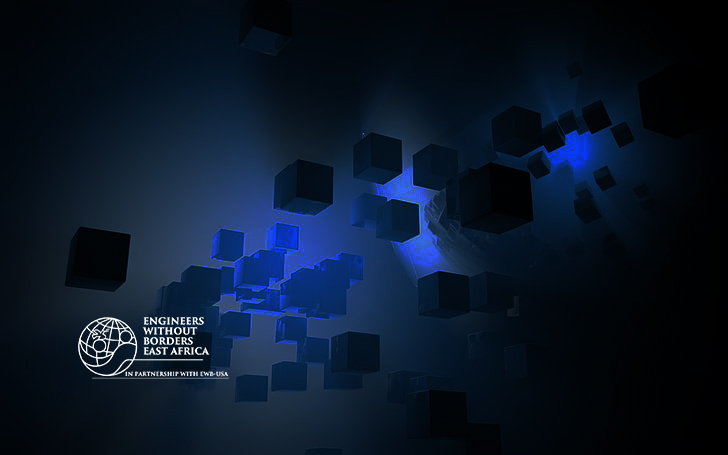 ENGINEERS
WITHOUT
BORDERS
EAST AFRICA
IN PARTNERSHIP WITH EWB-USA